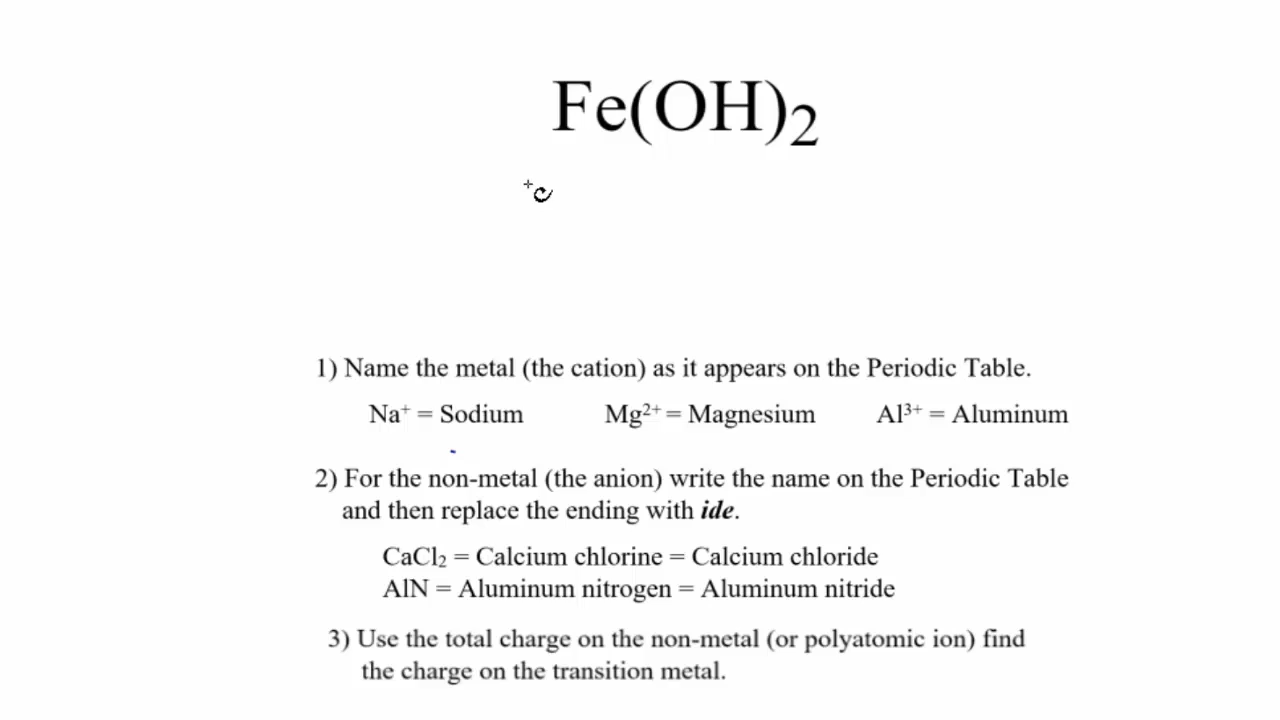 Fe(OH)₂
1) Name the metal (the cation) as it appears on the Periodic Table.
Na⁺ = Sodium Mg²⁺ = Magnesium Al³⁺ = Aluminum
2) For the non-metal (the anion) write the name on the Periodic Table
and then replace the ending with ide.
CaCl₂ = Calcium chlorine = Calcium chloride
AlN = Aluminum nitrogen = Aluminum nitride
3) Use the total charge on the non-metal (or polyatomic ion) find
the charge on the transition metal.